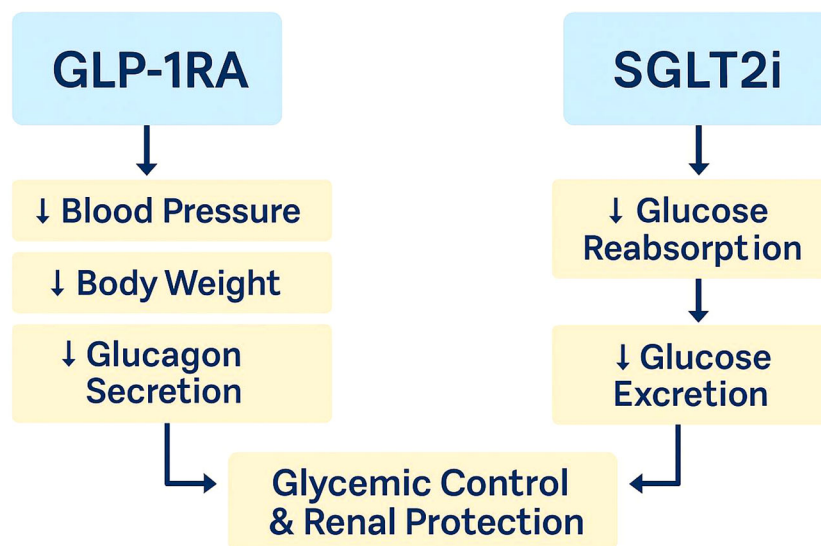 GLP-1RA
↓ Blood Pressure
↓ Body Weight
↓ Glucagon
Secretion
SGLT2i
↓ Glucose
Reabsorption
↓ Glucose
Excretion
Glycemic Control
& Renal Protection